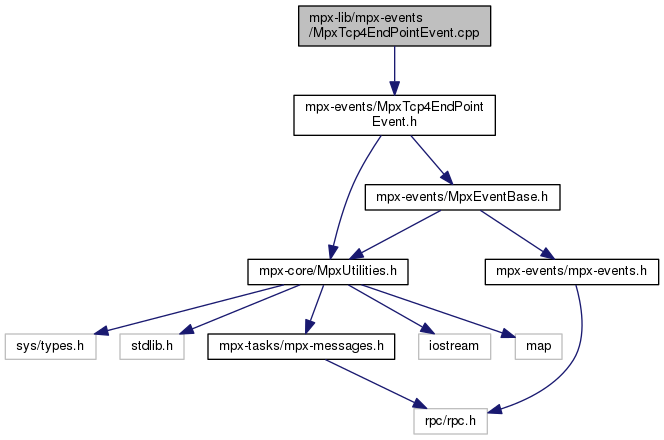 mpx-lib/mpx-events
/MpxTcp4EndPointEvent.cpp
mpx-events/MpxTcp4EndPoint
Event.h
mpx-events/MpxEventBase.h
mpx-core/MpxUtilities.h
mpx-events/mpx-events.h
sys/types.h
stdlib.h
mpx-tasks/mpx-messages.h
iostream
map
rpc/rpc.h